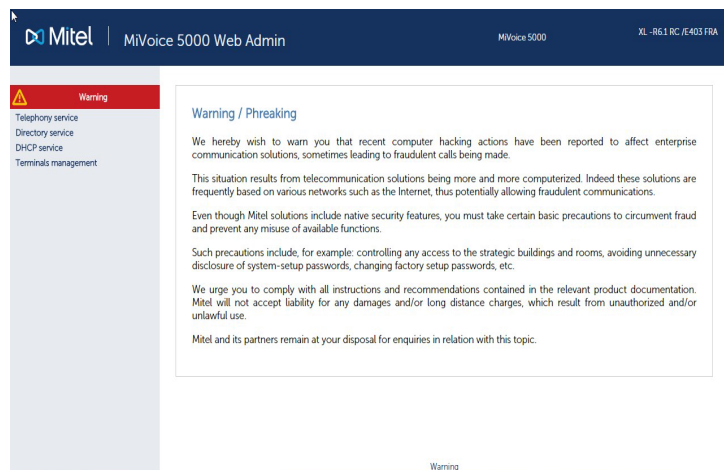 Mitel | MiVoice 5000 Web Admin
MiVoice 5000
XL -R6.1 RC /E403 FRA
Warning
Telephony service
Directory service
DHCP service
Terminals management
Warning / Phreaking
We hereby wish to warn you that recent computer hacking actions have been reported to affect enterprise
communication solutions, sometimes leading to fraudulent calls being made.
This situation results from telecommunication solutions being more and more computerized. Indeed these solutions are
frequently based on various networks such as the Internet, thus potentially allowing fraudulent communications.
Even though Mitel solutions include native security features, you must take certain basic precautions to circumvent fraud
and prevent any misuse of available functions.
Such precautions include, for example: controlling any access to the strategic buildings and rooms, avoiding unnecessary
disclosure of system-setup passwords, changing factory setup passwords, etc.
We urge you to comply with all instructions and recommendations contained in the relevant product documentation.
Mitel will not accept liability for any damages and/or long distance charges, which result from unauthorized and/or
unlawful use.
Mitel and its partners remain at your disposal for enquiries in relation with this topic.
Warning